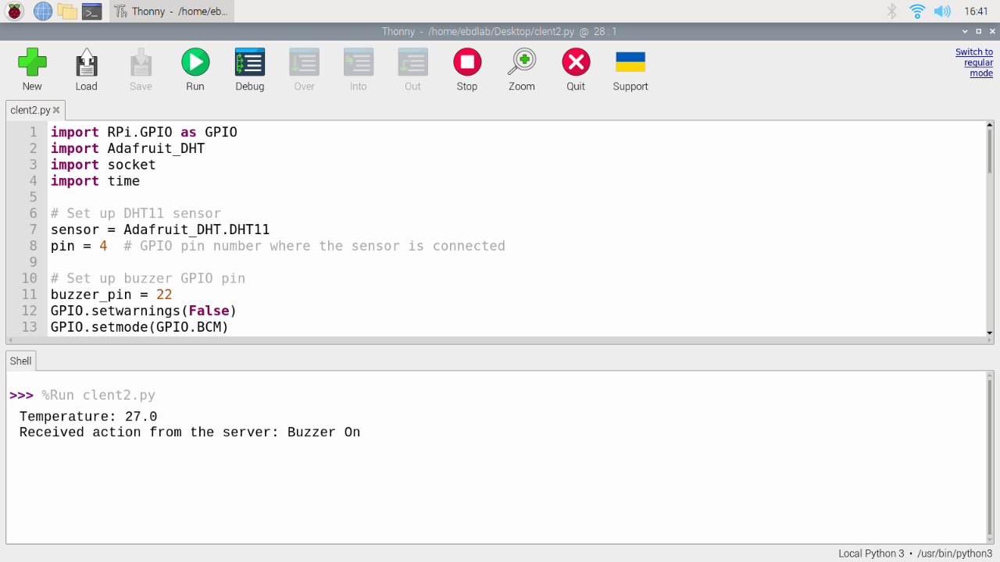 Thonny - /home/eb...
16:41
Thonny - /home/ebdlab/Desktop/clent2.py @ 28 : 1
New Load Save Run Debug Over Into Out Stop Zoom Quit Support
Switch to
regular
mode
clent2.py
1 import RPi.GPIO as GPIO
2 import Adafruit_DHT
3 import socket
4 import time
5
6 # Set up DHT11 sensor
7 sensor = Adafruit_DHT.DHT11
8 pin = 4  # GPIO pin number where the sensor is connected
9
10 # Set up buzzer GPIO pin
11 buzzer_pin = 22
12 GPIO.setwarnings(False)
13 GPIO.setmode(GPIO.BCM)
Shell
>>> %Run clent2.py
Temperature: 27.0
Received action from the server: Buzzer On
Local Python 3 • /usr/bin/python3